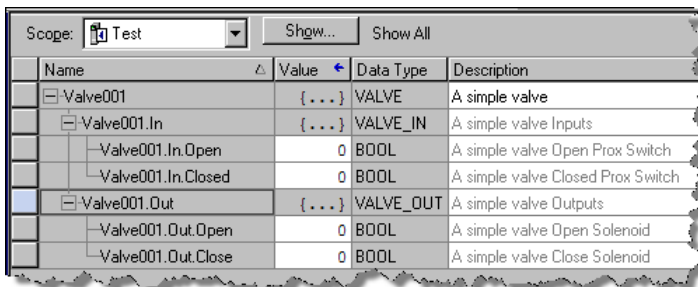 Scope: Test Show... Show All
Name Value Data Type Description
Valve001 {...} VALVE A simple valve
Valve001.In {...} VALVE_IN A simple valve Inputs
Valve001.In.Open 0 BOOL A simple valve Open Prox Switch
Valve001.In.Closed 0 BOOL A simple valve Closed Prox Switch
Valve001.Out {...} VALVE_OUT A simple valve Outputs
Valve001.Out.Open 0 BOOL A simple valve Open Solenoid
Valve001.Out.Close 0 BOOL A simple valve Close Solenoid